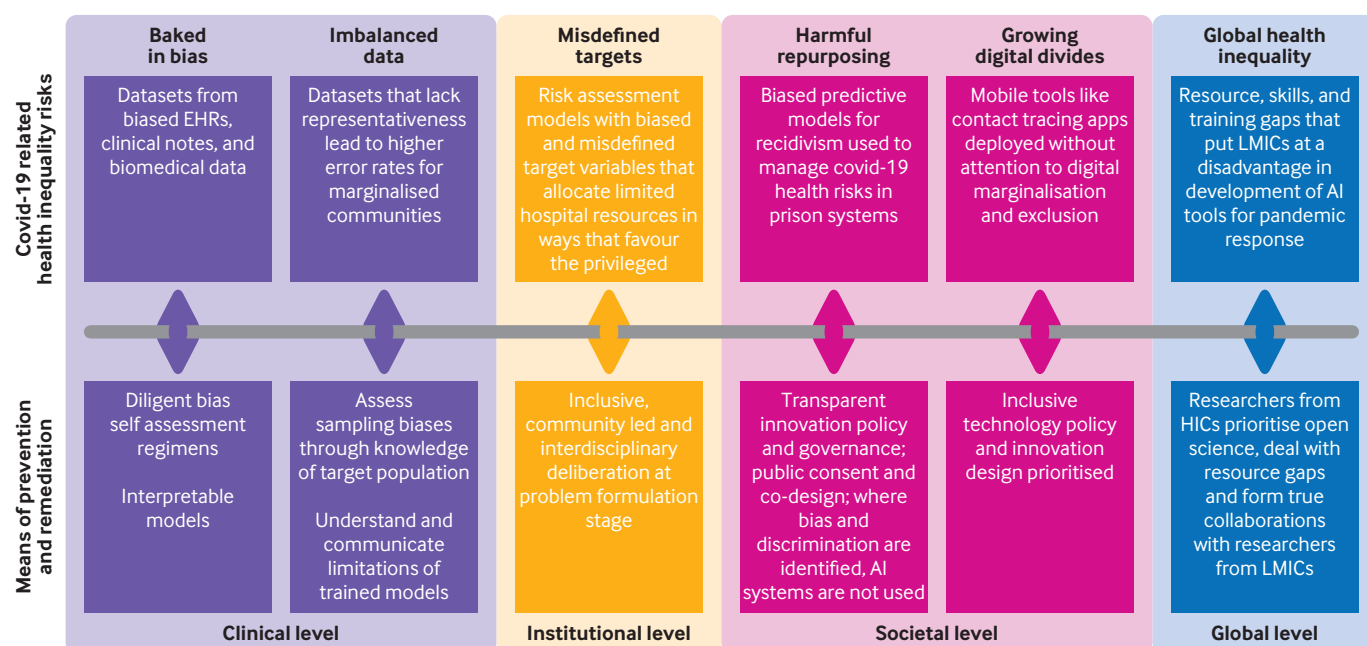 Covid-19 related
health inequality risks
Baked
in bias
Datasets from
biased EHRs,
clinical notes, and
biomedical data
Imbalanced
data
Datasets that lack
representativeness
lead to higher
error rates for
marginalised
communities
Misdefined
targets
Risk assessment
models with biased
and misdefined
target variables that
allocate limited
hospital resources in
ways that favour
the privileged
Harmful
repurposing
Biased predictive
models for
recidivism used to
manage covid-19
health risks in
prison systems
Growing
digital divides
Mobile tools like
contact tracing apps
deployed without
attention to digital
marginalisation
and exclusion
Global health
inequality
Resource, skills, and
training gaps that
put LMICs at a
disadvantage in
development of AI
tools for pandemic
response
Means of prevention
and remediation
Diligent bias
self assessment
regimens
Interpretable
models
Assess
sampling biases
through knowledge
of target population
Understand and
communicate
limitations of
trained models
Inclusive,
community led and
interdisciplinary
deliberation at
problem formulation
stage
Transparent
innovation policy
and governance;
public consent and
co-design; where
bias and
discrimination are
identified, AI
systems are not used
Inclusive
technology policy
and innovation
design prioritised
Researchers from
HICs prioritise open
science, deal with
resource gaps
and form true
collaborations
with researchers
from LMICs
Clinical level
Institutional level
Societal level
Global level